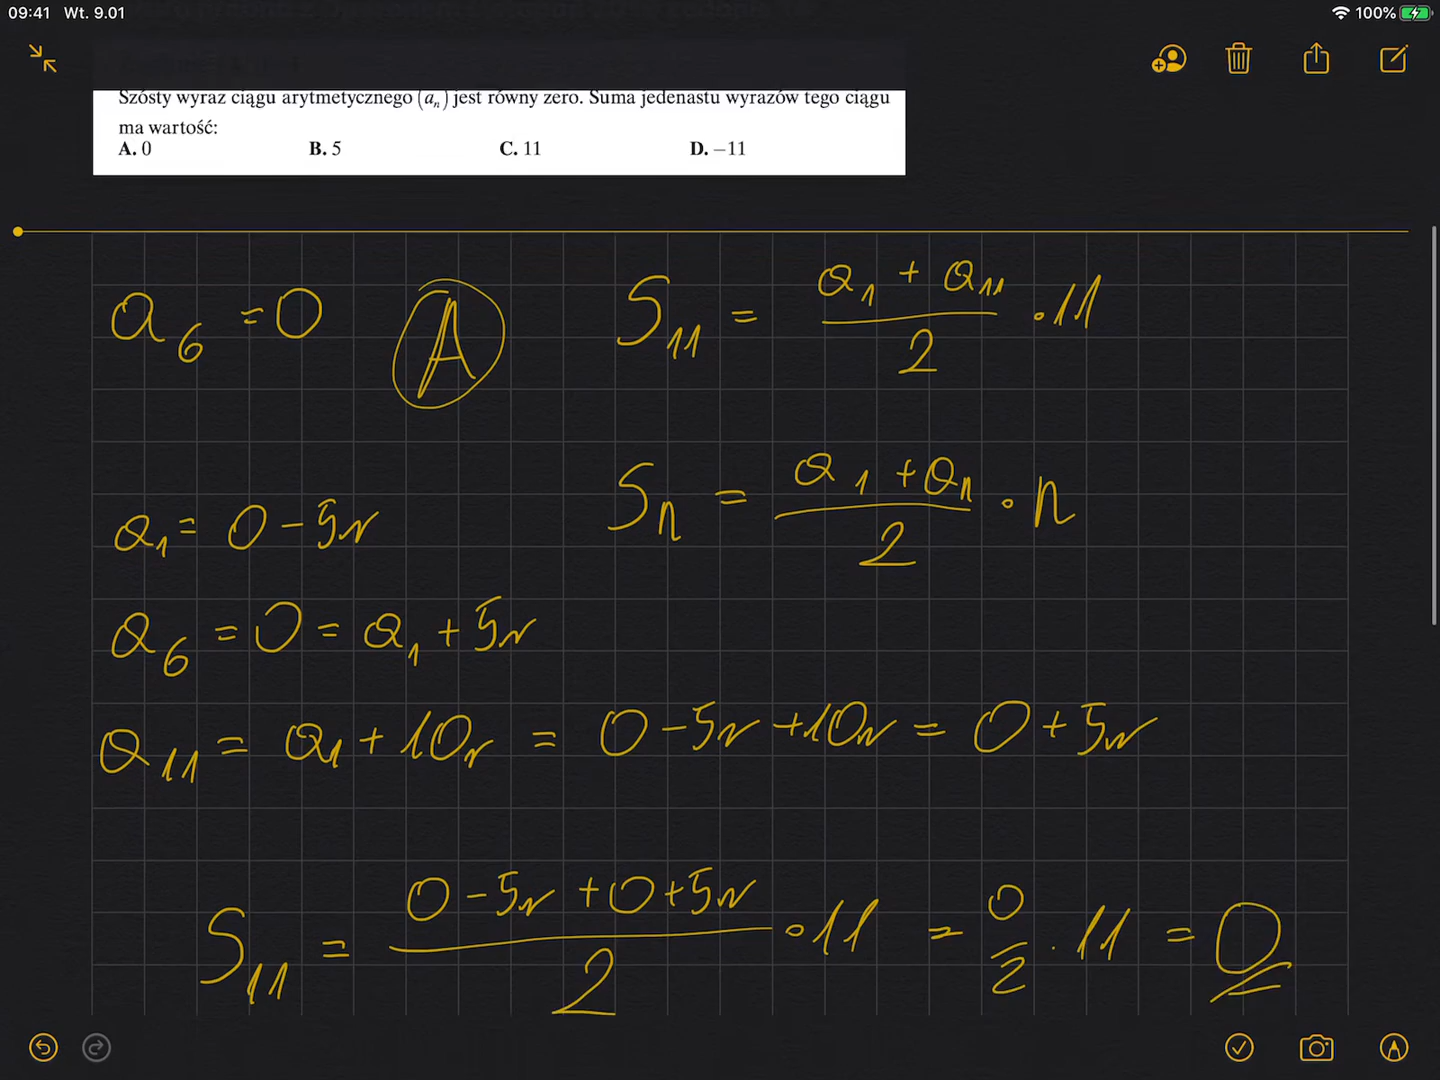 09:41 Wt. 9.01 100%
Szósty wyraz ciągu arytmetycznego (aₙ) jest równy zero. Suma jedenastu wyrazów tego ciągu
ma wartość:
A. 0 B. 5 C. 11 D. −11
a₆ = 0 A S₁₁ = (a₁ + a₁₁)/2 · 11
Sₙ = (a₁ + aₙ)/2 · n
a₁ = 0 − 5r
a₆ = 0 = a₁ + 5r
a₁₁ = a₁ + 10r = 0 − 5r + 10r = 0 + 5r
S₁₁ = (0 − 5r + 0 + 5r)/2 · 11 = 0/2 · 11 = 0